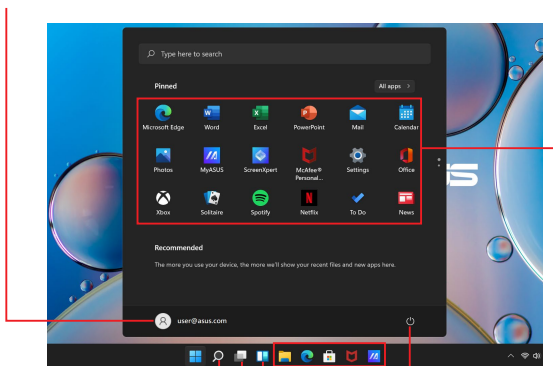 Type here to search
Pinned
All apps >
Microsoft Edge Word Excel PowerPoint Mail Calendar
Photos MyASUS ScreenXpert McAfee® Personal... Settings Office
Xbox Solitaire Spotify Netflix To Do News
Recommended
The more you use your device, the more we'll show your recent files and new apps here.
user@asus.com